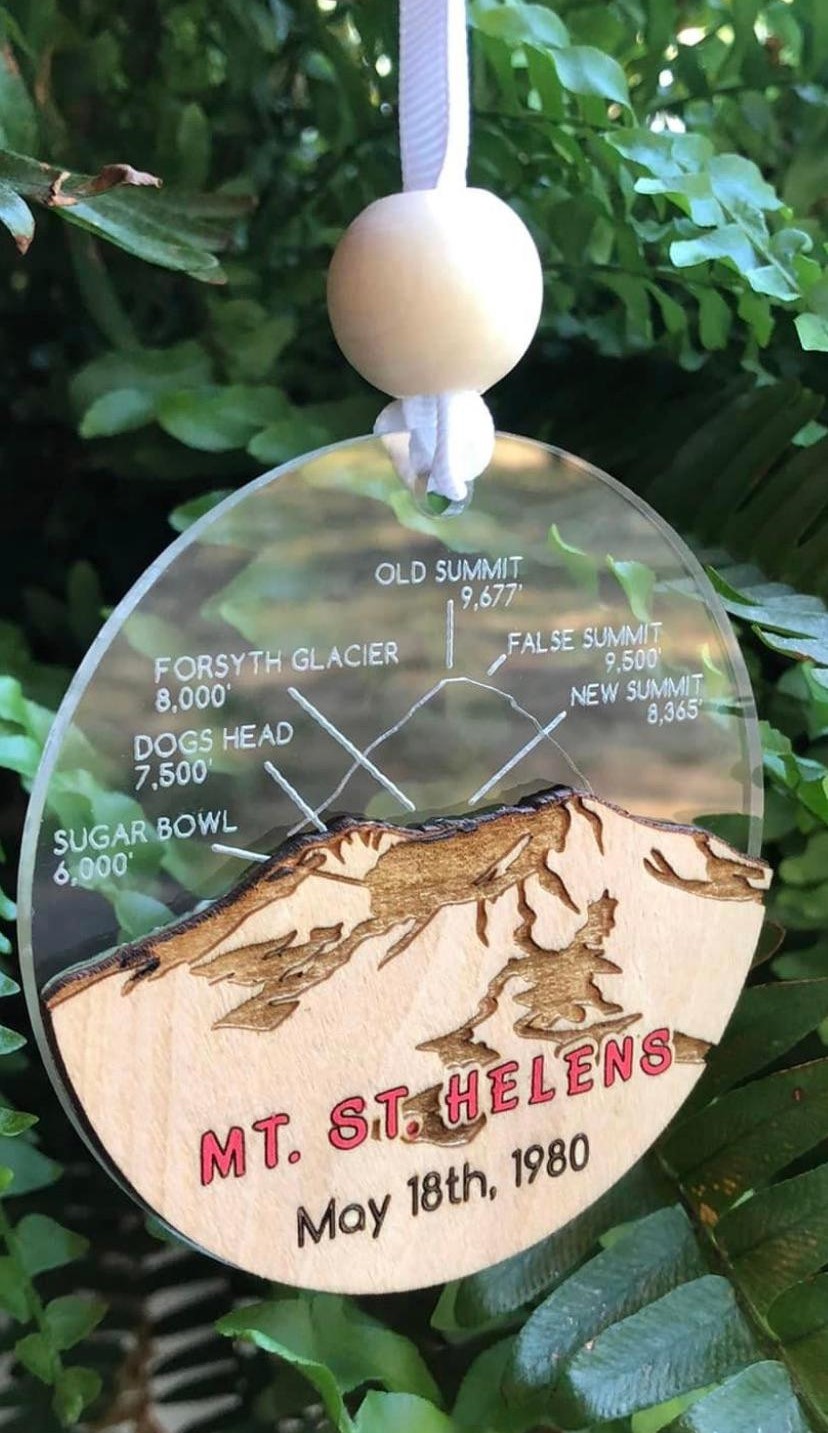 OLD SUMMIT
9,677'
FALSE SUMMIT
9,500'
FORSYTH GLACIER
8,000'
NEW SUMMIT
8,365'
DOGS HEAD
7,500'
SUGAR BOWL
6,000'
MT. ST. HELENS
May 18th, 1980